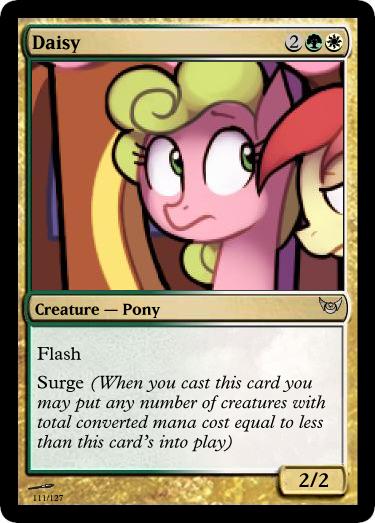 Daisy 2
Creature — Pony
Flash
Surge (When you cast this card you
may put any number of creatures with
total converted mana cost equal to less
than this card's into play)
2/2
111/127